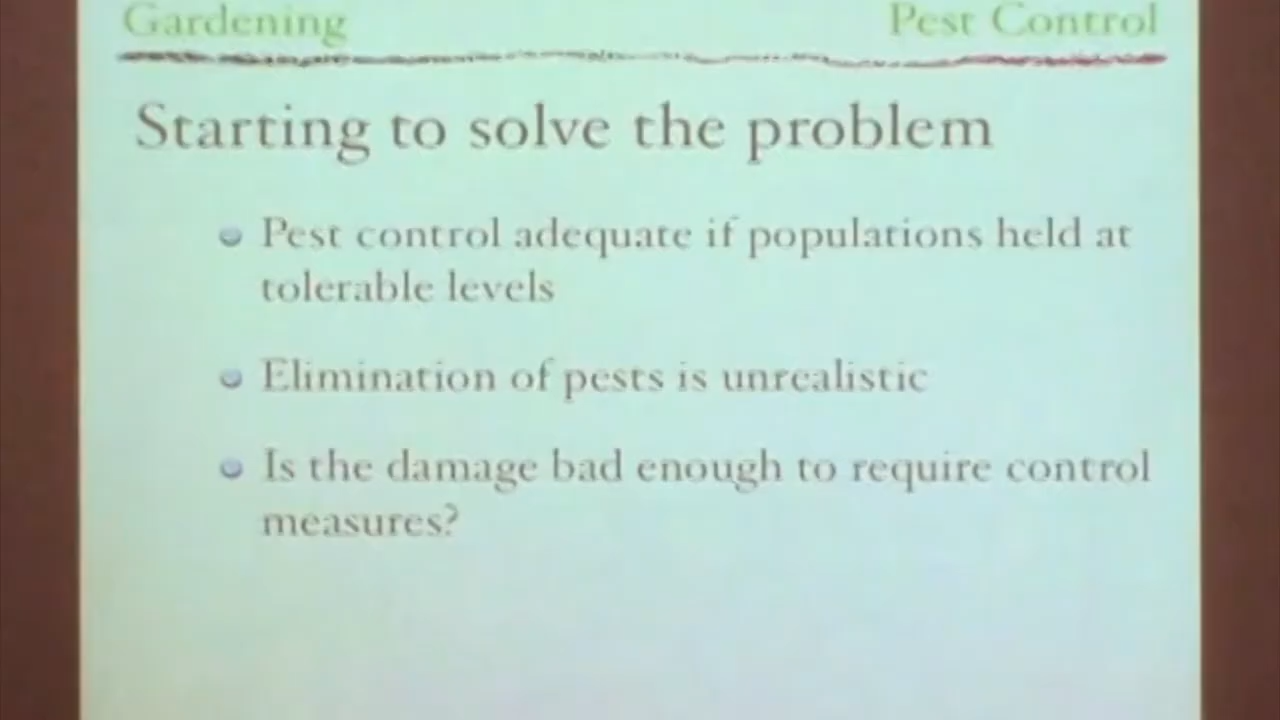 Gardening Pest Control
Starting to solve the problem
Pest control adequate if populations held at
tolerable levels
Elimination of pests is unrealistic
Is the damage bad enough to require control
measures?